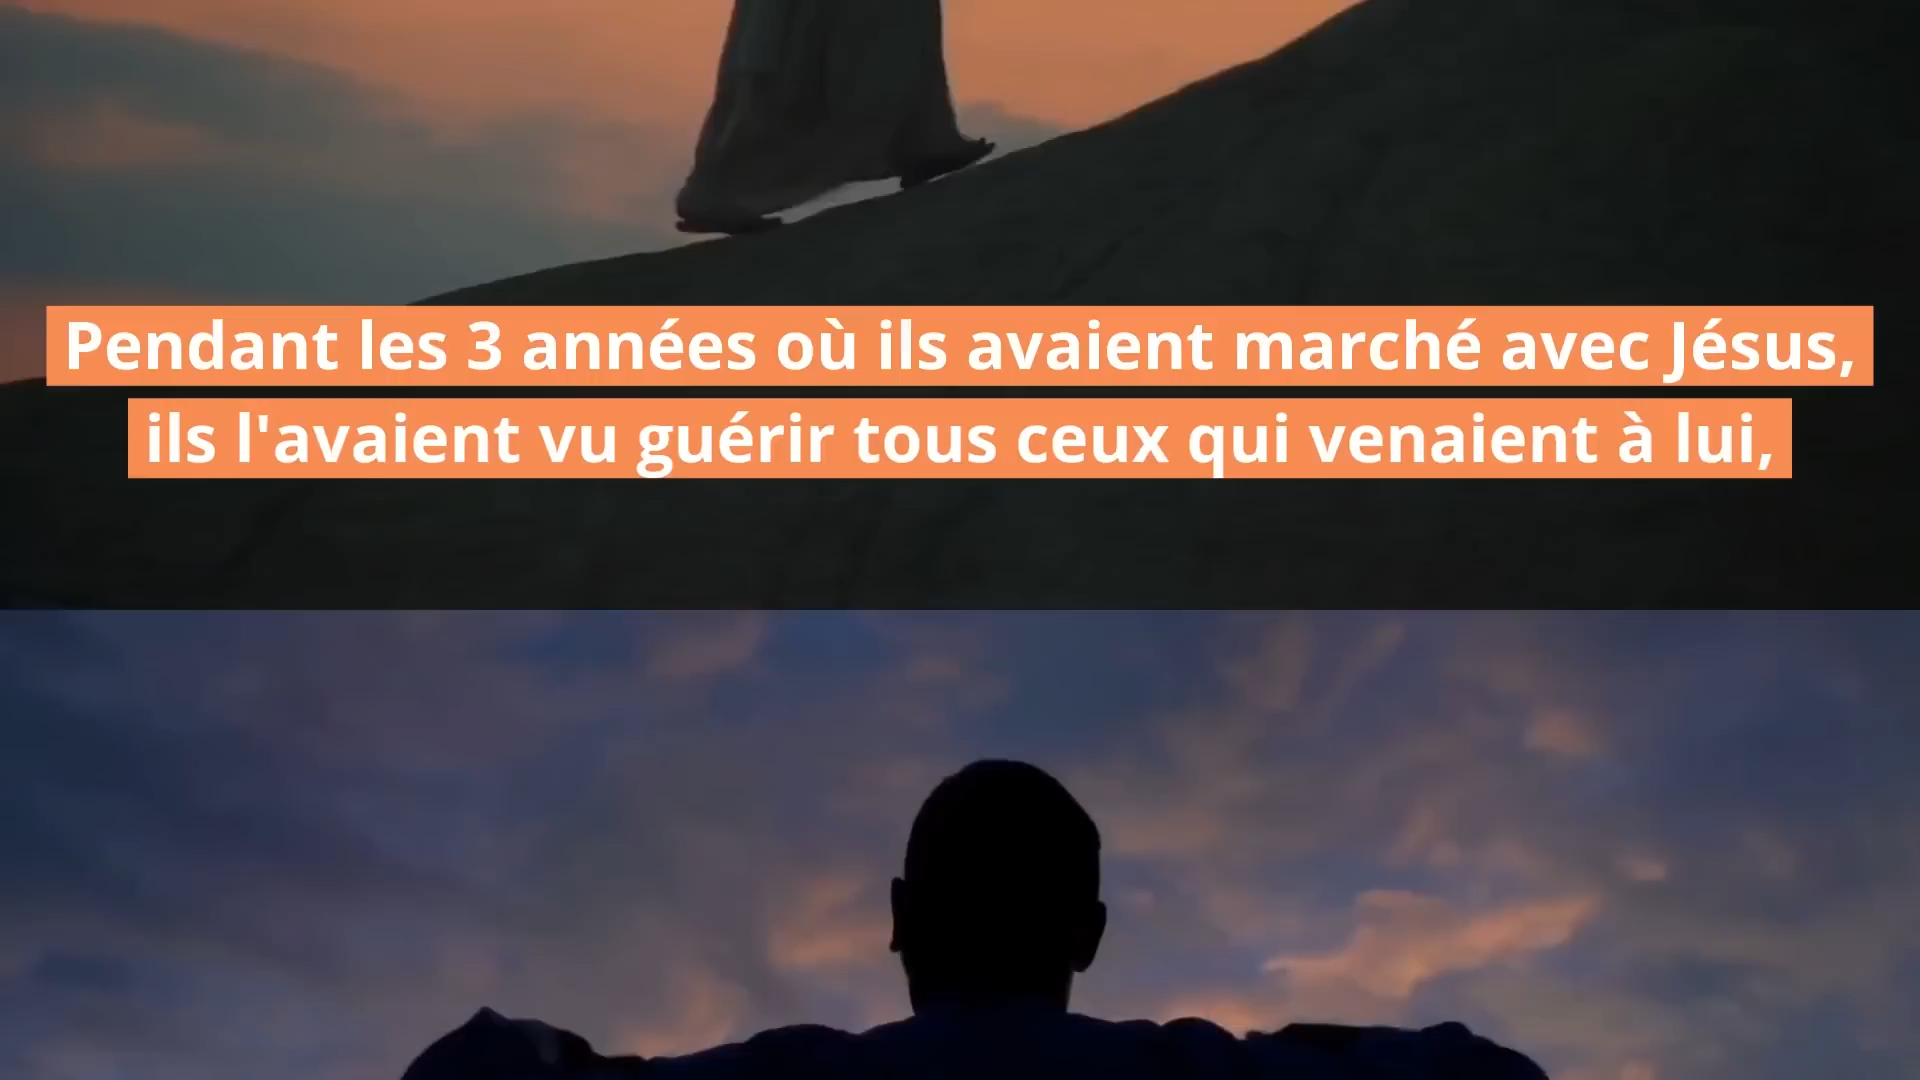 Pendant les 3 années où ils avaient marché avec Jésus,
ils l'avaient vu guérir tous ceux qui venaient à lui,